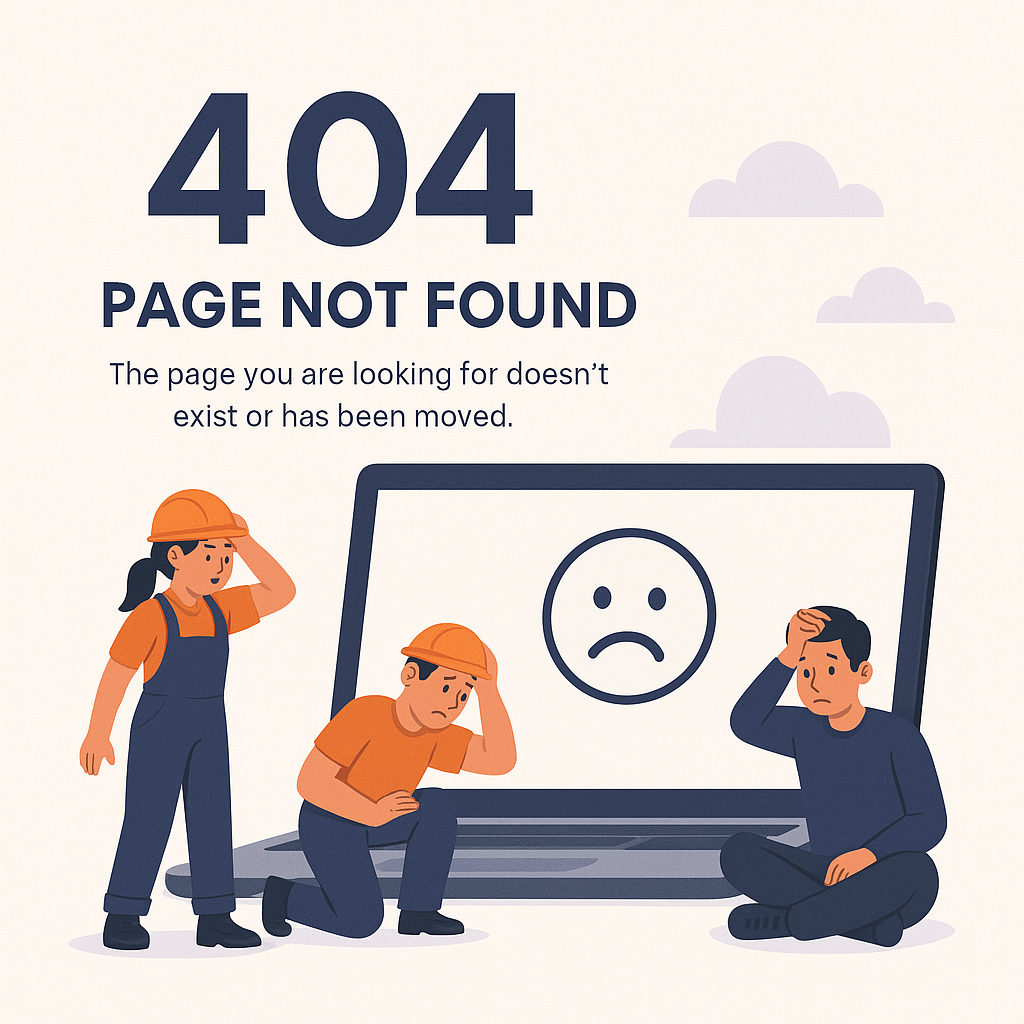 404
PAGE NOT FOUND
The page you are looking for doesn’t
exist or has been moved.